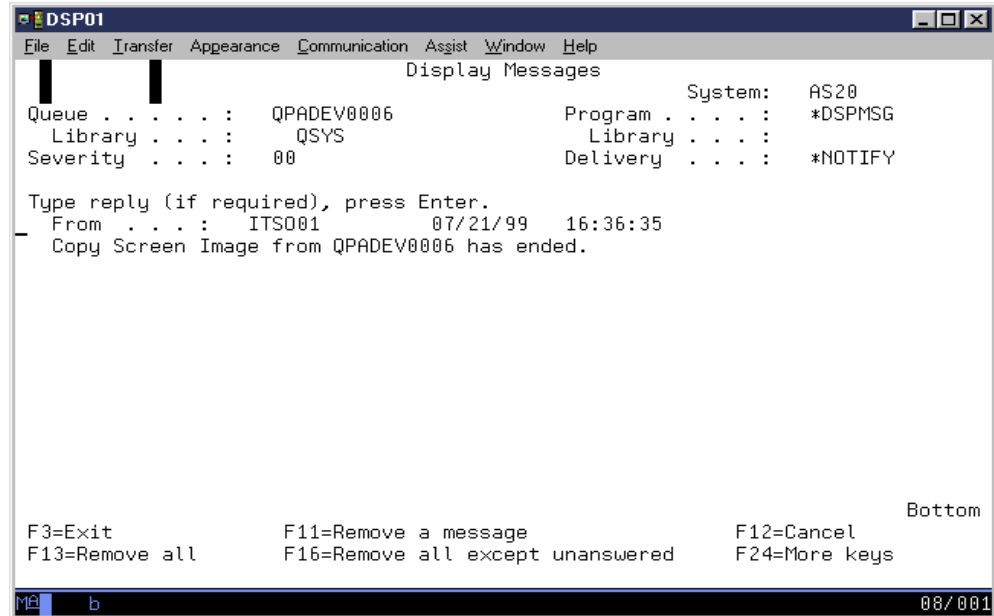 DSP01
File Edit Transfer Appearance Communication Assist Window Help
Display Messages
System: AS20
Queue . . . . . : QPADEV0006 Program . . . . : *DSPMSG
Library . . . : QSYS Library . . . :
Severity . . . : 00 Delivery . . . : *NOTIFY
Type reply (if required), press Enter.
From . . . : ITSO01 07/21/99 16:36:35
_ Copy Screen Image from QPADEV0006 has ended.
Bottom
F3=Exit F11=Remove a message F12=Cancel
F13=Remove all F16=Remove all except unanswered F24=More keys
MA b 08/001